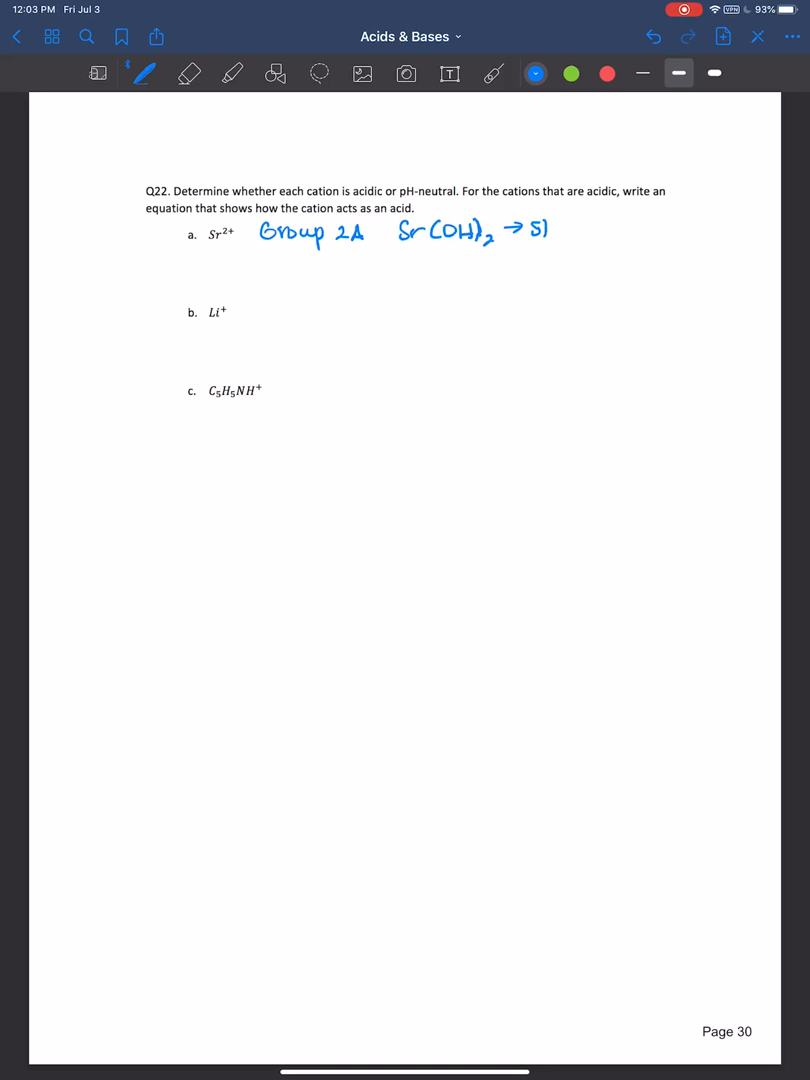 12:03 PM Fri Jul 3
VPN 93%
Acids & Bases
T
Q22. Determine whether each cation is acidic or pH-neutral. For the cations that are acidic, write an
equation that shows how the cation acts as an acid.
a. Sr²⁺ Group 2A Sr(OH)₂ → S
b. Li⁺
c. C₅H₅NH⁺
Page 30